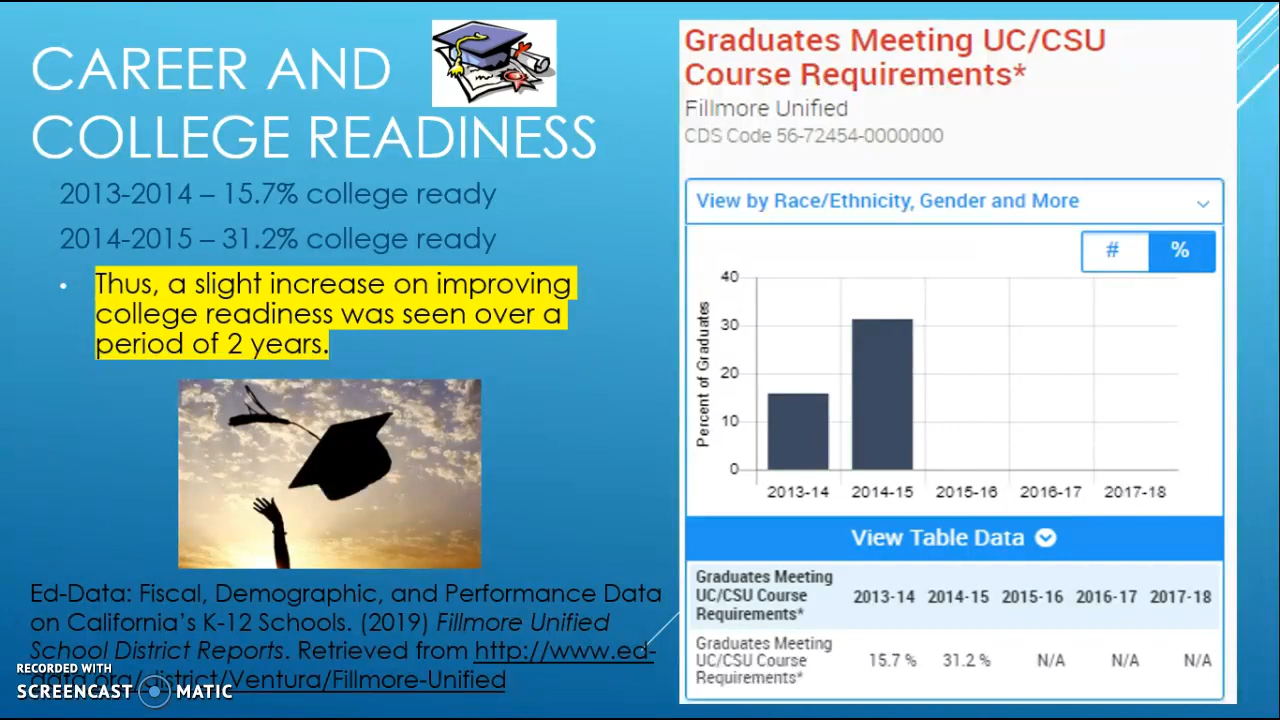 CAREER AND
COLLEGE READINESS
2013-2014 – 15.7% college ready
2014-2015 – 31.2% college ready
• Thus, a slight increase on improving
college readiness was seen over a
period of 2 years.
Ed-Data: Fiscal, Demographic, and Performance Data
on California's K-12 Schools. (2019) Fillmore Unified
School District Reports. Retrieved from http://www.ed-
data.org/district/Ventura/Fillmore-Unified
RECORDED WITH
SCREENCAST MATIC
Graduates Meeting UC/CSU
Course Requirements*
Fillmore Unified
CDS Code 56-72454-0000000
View by Race/Ethnicity, Gender and More
# %
Percent of Graduates
40
30
20
10
0
2013-14 2014-15 2015-16 2016-17 2017-18
View Table Data
Graduates Meeting
UC/CSU Course
Requirements*
2013-14 2014-15 2015-16 2016-17 2017-18
Graduates Meeting
UC/CSU Course
Requirements*
15.7 % 31.2 % N/A N/A N/A